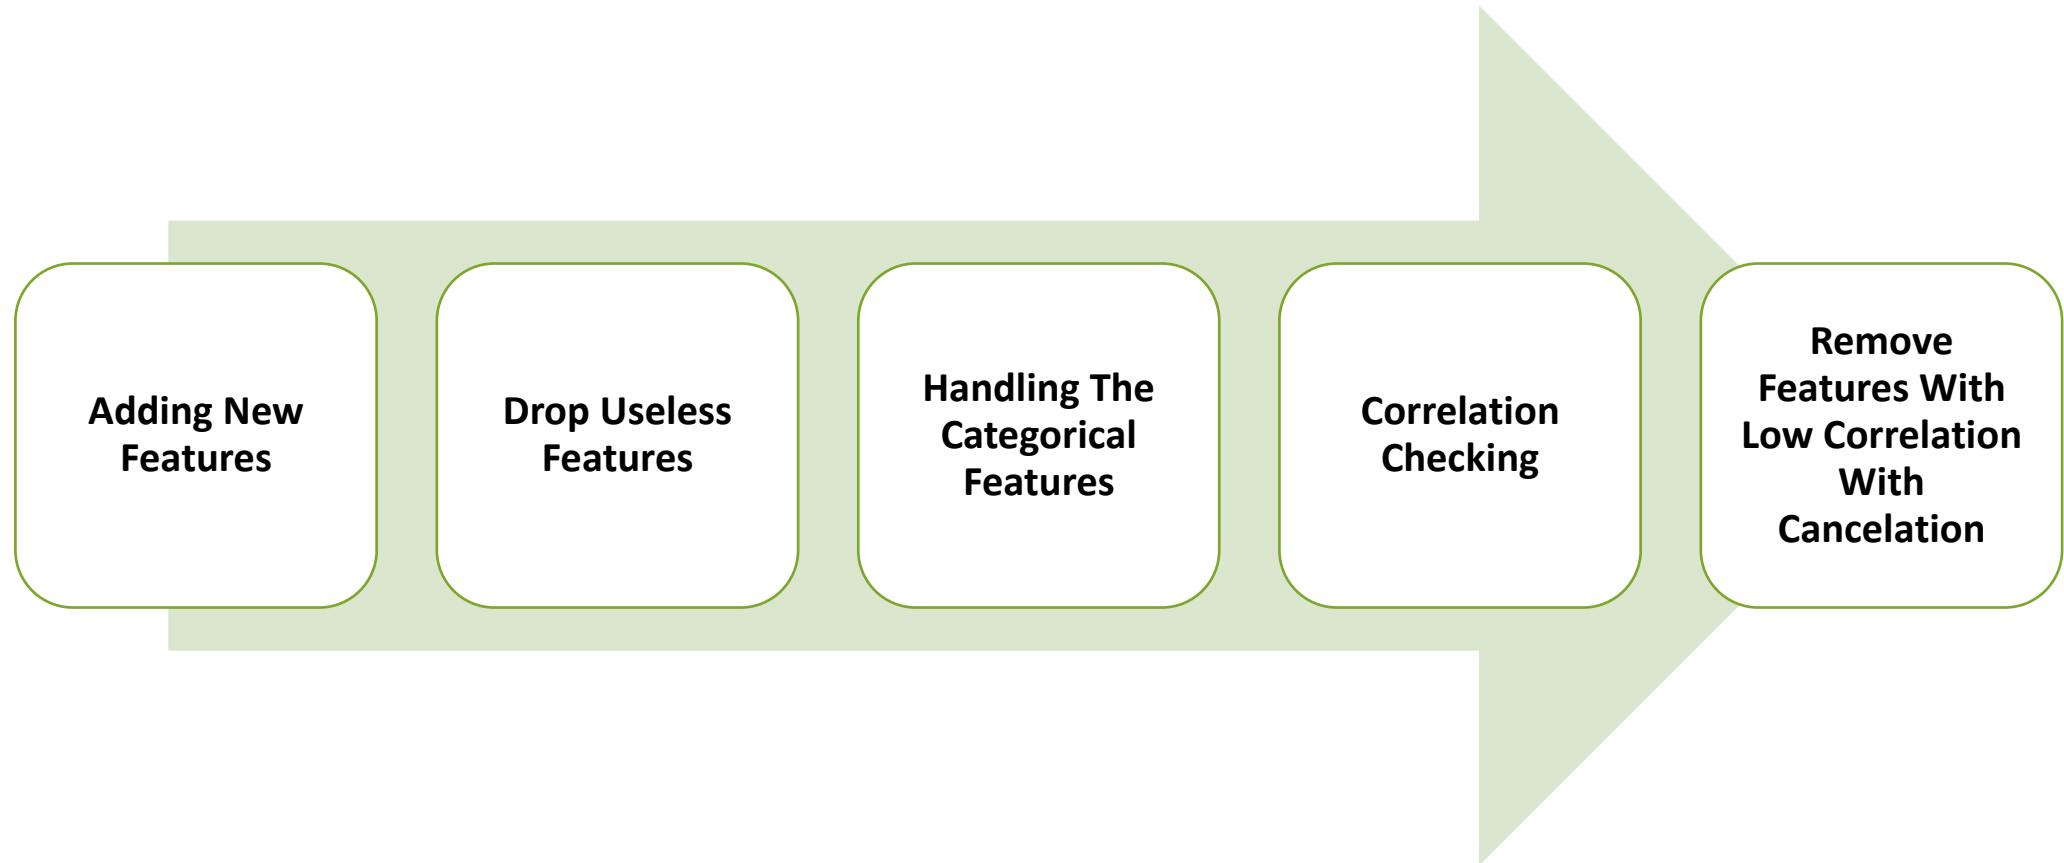 Adding New
Features
Drop Useless
Features
Handling The
Categorical
Features
Correlation
Checking
Remove
Features With
Low Correlation
With
Cancelation